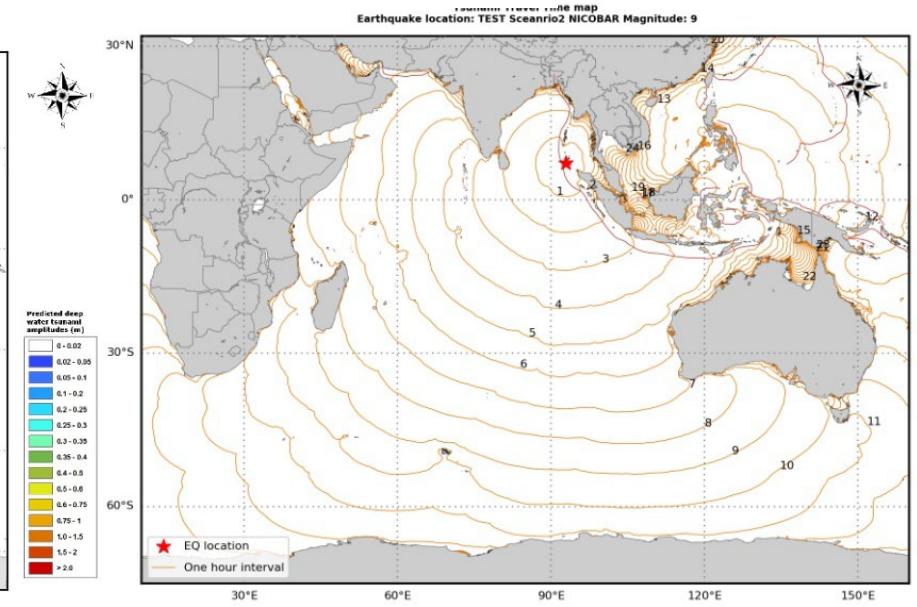 Tsunami Travel Time map
Earthquake location: TEST Sceanrio2 NICOBAR Magnitude: 9
N
W E
S
N
W E
S
30°N
0°
30°S
60°S
20
14
13
24 16
19
18
1
2
3
4
5
6
7
8
9
10
11
12
15
22
Predicted deep
water tsunami
amplitudes (m)
0 - 0.02
0.02 - 0.05
0.05 - 0.1
0.1 - 0.2
0.2 - 0.25
0.25 - 0.3
0.3 - 0.35
0.35 - 0.4
0.4 - 0.5
0.5 - 0.6
0.6 - 0.75
0.75 - 1
1.0 - 1.5
1.5 - 2
> 2.0
EQ location
One hour interval
30°E
60°E
90°E
120°E
150°E